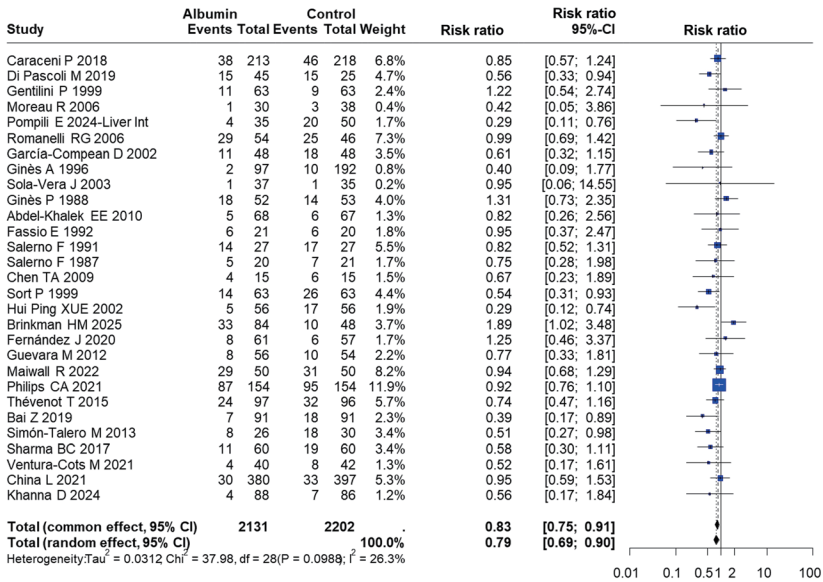 Albumin Control Risk ratio
Study Events Total Events Total Weight Risk ratio 95%-CI Risk ratio
Caraceni P 2018 38 213 46 218 6.8% 0.85 [0.57; 1.24]
Di Pascoli M 2019 15 45 15 25 4.7% 0.56 [0.33; 0.94]
Gentilini P 1999 11 63 9 63 2.4% 1.22 [0.54; 2.74]
Moreau R 2006 1 30 3 38 0.4% 0.42 [0.05; 3.86]
Pompili E 2024-Liver Int 4 35 20 50 1.7% 0.29 [0.11; 0.76]
Romanelli RG 2006 29 54 25 46 7.3% 0.99 [0.69; 1.42]
García-Compean D 2002 11 48 18 48 3.5% 0.61 [0.32; 1.15]
Ginès A 1996 2 97 10 192 0.8% 0.40 [0.09; 1.77]
Sola-Vera J 2003 1 37 1 35 0.2% 0.95 [0.06; 14.55]
Ginès P 1988 18 52 14 53 4.0% 1.31 [0.73; 2.35]
Abdel-Khalek EE 2010 5 68 6 67 1.3% 0.82 [0.26; 2.56]
Fassio E 1992 6 21 6 20 1.8% 0.95 [0.37; 2.47]
Salerno F 1991 14 27 17 27 5.5% 0.82 [0.52; 1.31]
Salerno F 1987 5 20 7 21 1.7% 0.75 [0.28; 1.98]
Chen TA 2009 4 15 6 15 1.5% 0.67 [0.23; 1.89]
Sort P 1999 14 63 26 63 4.4% 0.54 [0.31; 0.93]
Hui Ping XUE 2002 5 56 17 56 1.9% 0.29 [0.12; 0.74]
Brinkman HM 2025 33 84 10 48 3.7% 1.89 [1.02; 3.48]
Fernández J 2020 8 61 6 57 1.7% 1.25 [0.46; 3.37]
Guevara M 2012 8 56 10 54 2.2% 0.77 [0.33; 1.81]
Maiwall R 2022 29 50 31 50 8.2% 0.94 [0.68; 1.29]
Philips CA 2021 87 154 95 154 11.9% 0.92 [0.76; 1.10]
Thévenot T 2015 24 97 32 96 5.7% 0.74 [0.47; 1.16]
Bai Z 2019 7 91 18 91 2.3% 0.39 [0.17; 0.89]
Simón-Talero M 2013 8 26 18 30 3.4% 0.51 [0.27; 0.98]
Sharma BC 2017 11 60 19 60 3.4% 0.58 [0.30; 1.11]
Ventura-Cots M 2021 4 40 8 42 1.4% 0.52 [0.17; 1.61]
China L 2021 30 380 33 397 5.3% 0.95 [0.59; 1.53]
Khanna D 2024 4 88 7 86 1.2% 0.56 [0.17; 1.84]
Total (common effect, 95% CI) 2131 2202 . 0.83 [0.75; 0.91]
Total (random effect, 95% CI) 100.0% 0.79 [0.69; 0.90]
Heterogeneity:Tau² = 0.0312; Chi² = 37.98, df = 28(P = 0.0988); I² = 26.3%
0.01 0.1 0.5 1 2 10 100